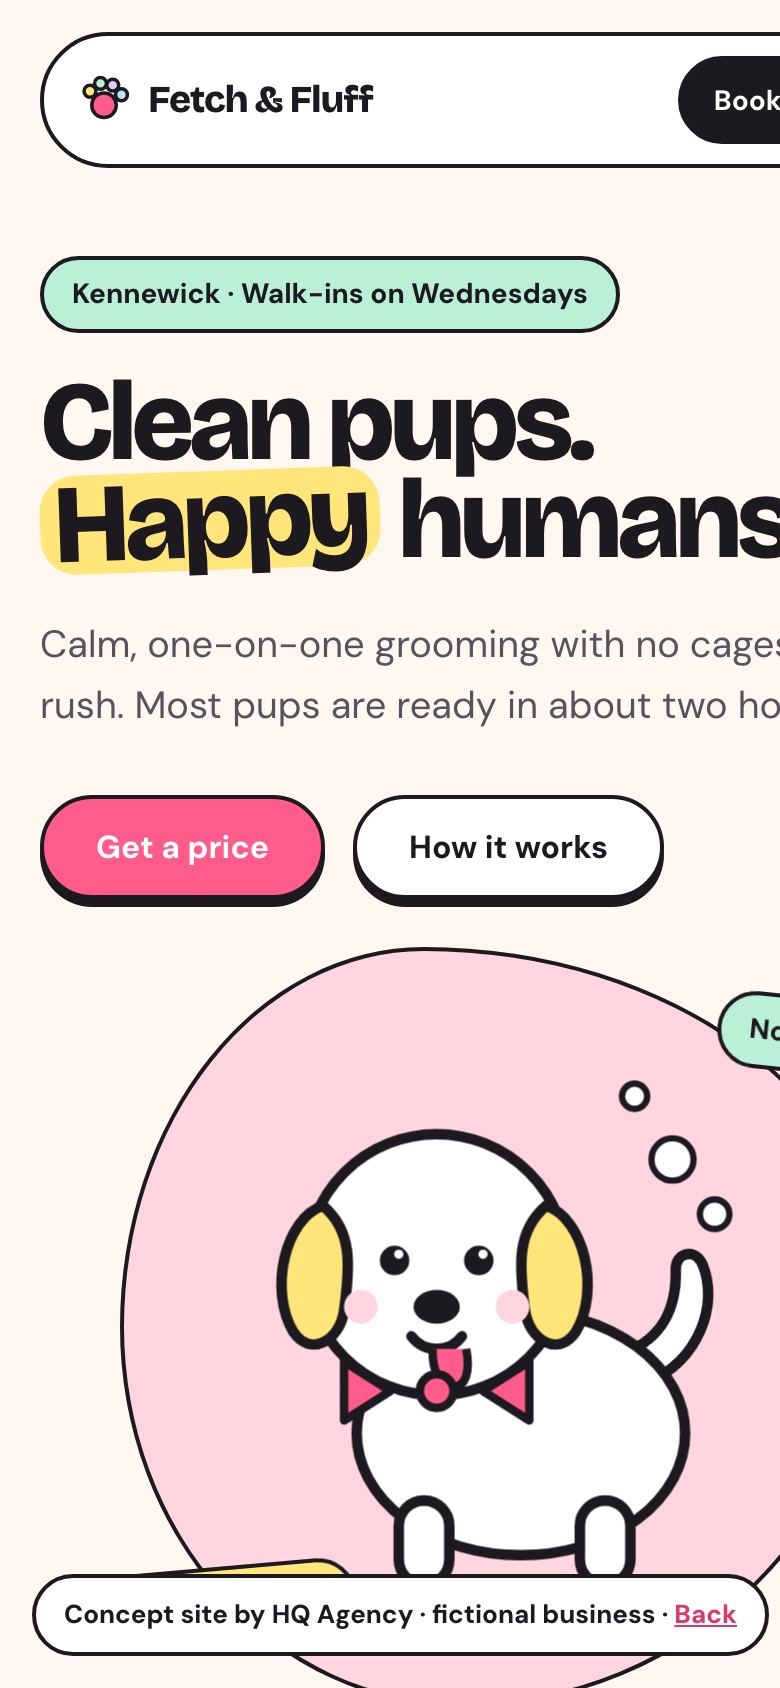 Fetch & Fluff
Book
Kennewick · Walk-ins on Wednesdays
Clean pups.
Happy humans
Calm, one-on-one grooming with no cages
rush. Most pups are ready in about two
Get a price
How it works
Concept site by HQ Agency · fictional business · Back